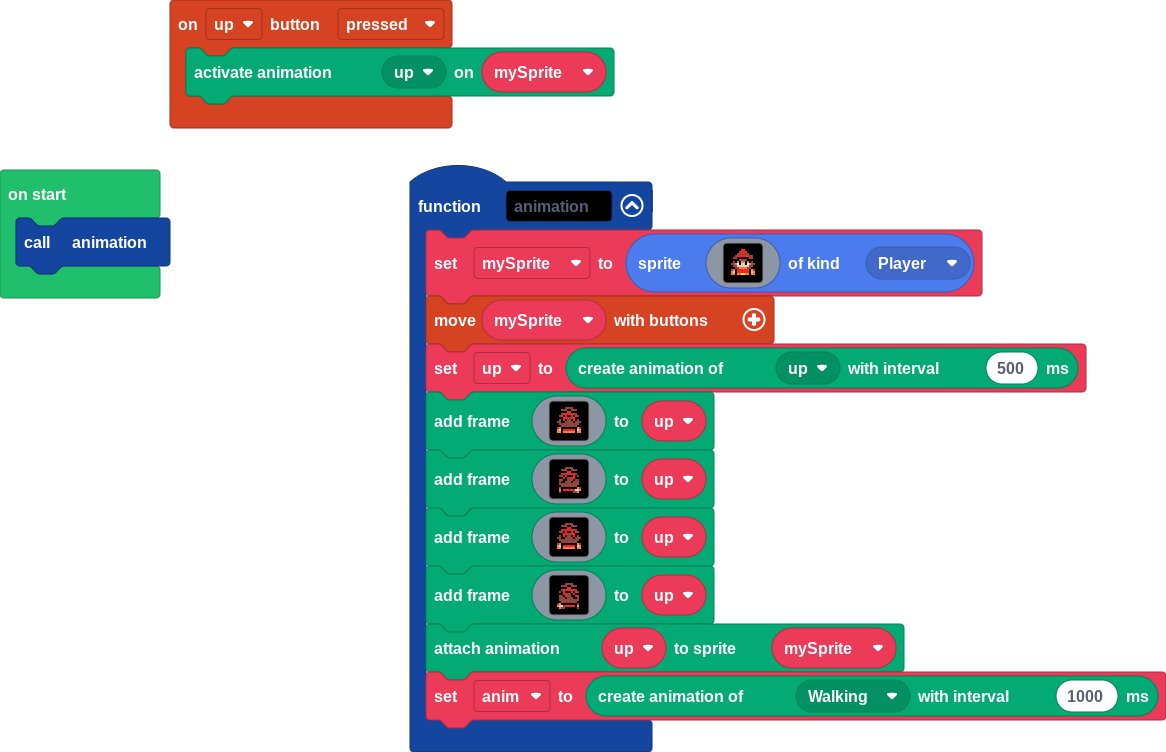 on up button pressed
activate animation up on mySprite
on start
call animation
function animation
set mySprite to sprite of kind Player
move mySprite with buttons
set up to create animation of up with interval 500 ms
add frame to up
add frame to up
add frame to up
add frame to up
attach animation up to sprite mySprite
set anim to create animation of Walking with interval 1000 ms